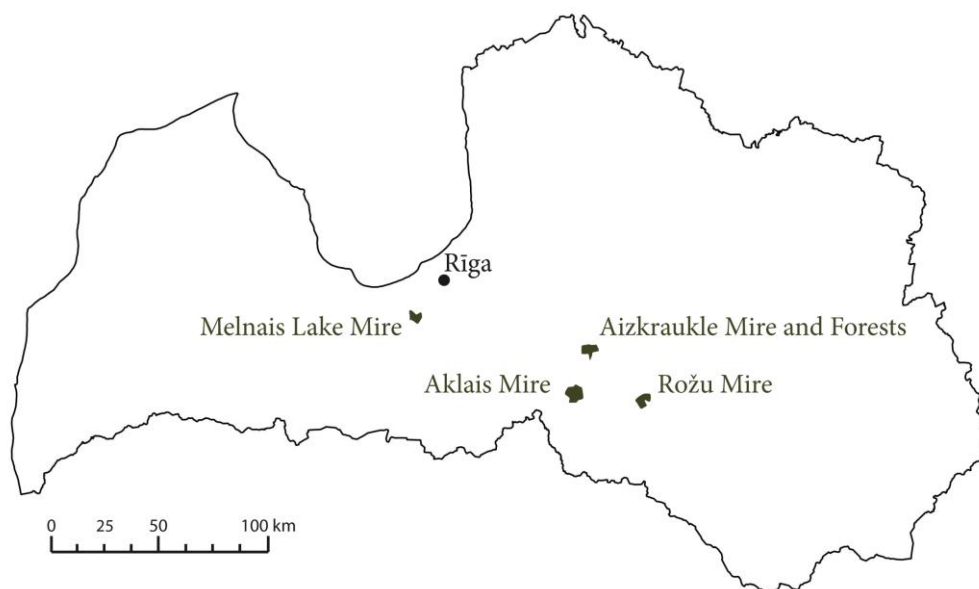 Rīga
Melnais Lake Mire
Aizkraukle Mire and Forests
Aklais Mire
Rožu Mire
0 25 50 100 km